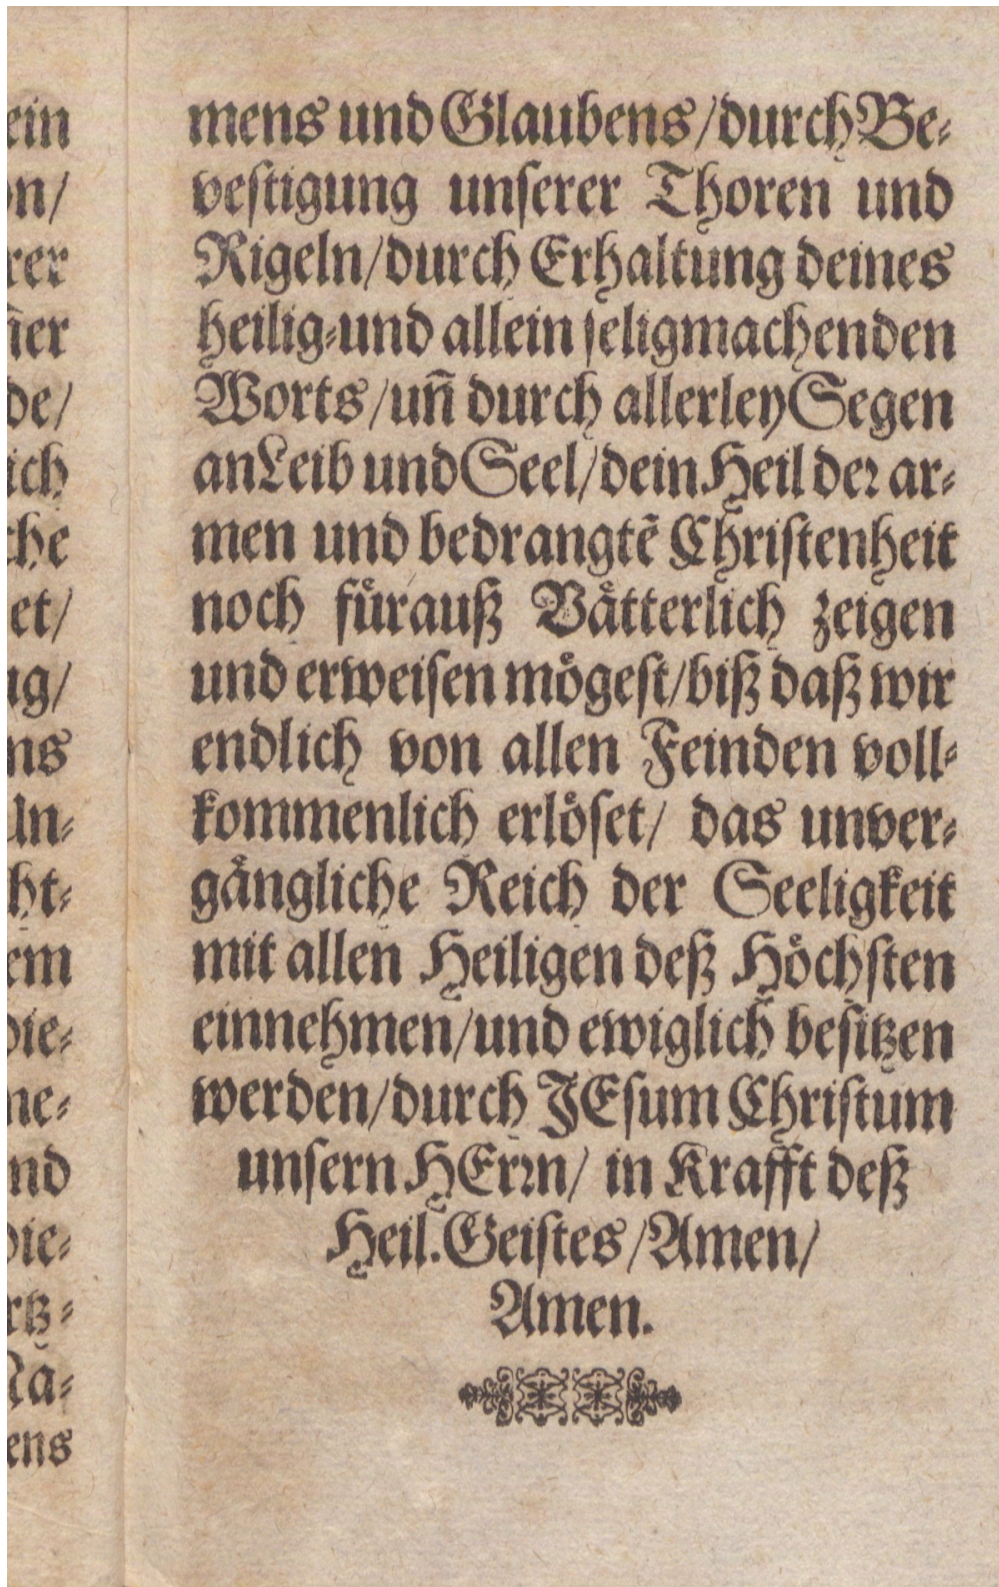 mens und Glaubens/durch Be-
vestigung unserer Thoren und
Rigeln/durch Erhaltung deines
heilig-und allein seligmachenden
Worts/uñ durch allerley Segen
an Leib und Seel/dein Heil der ar-
men und bedrangtẽ Christenheit
noch fürauß Vätterlich zeigen
und erweisen mögest/biß daß wir
endlich von allen Feinden voll-
kommenlich erlöset/ das unver-
gängliche Reich der Seeligkeit
mit allen Heiligen deß Höchsten
einnehmen/und ewiglich besitzen
werden/durch JEsum Christum
unsern HErrn/ in Krafft deß
Heil. Geistes/Amen/
Amen.